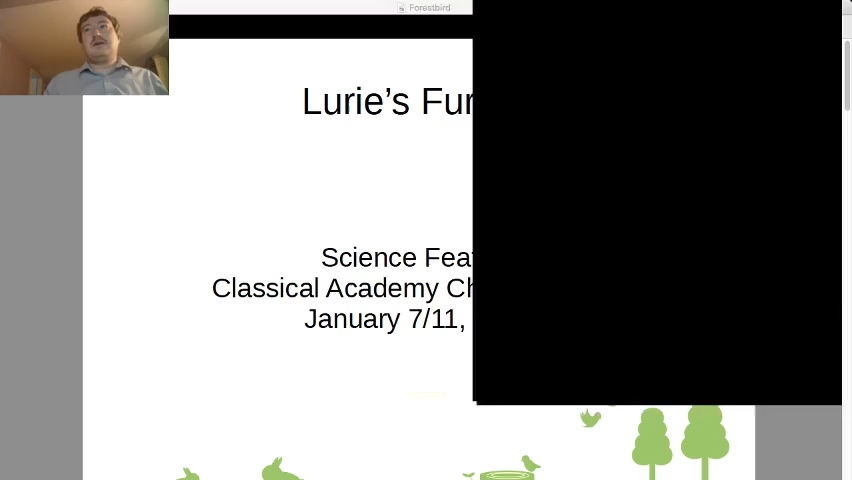 Forestbird
Lurie’s Fur
Science Fea
Classical Academy Ch
January 7/11,